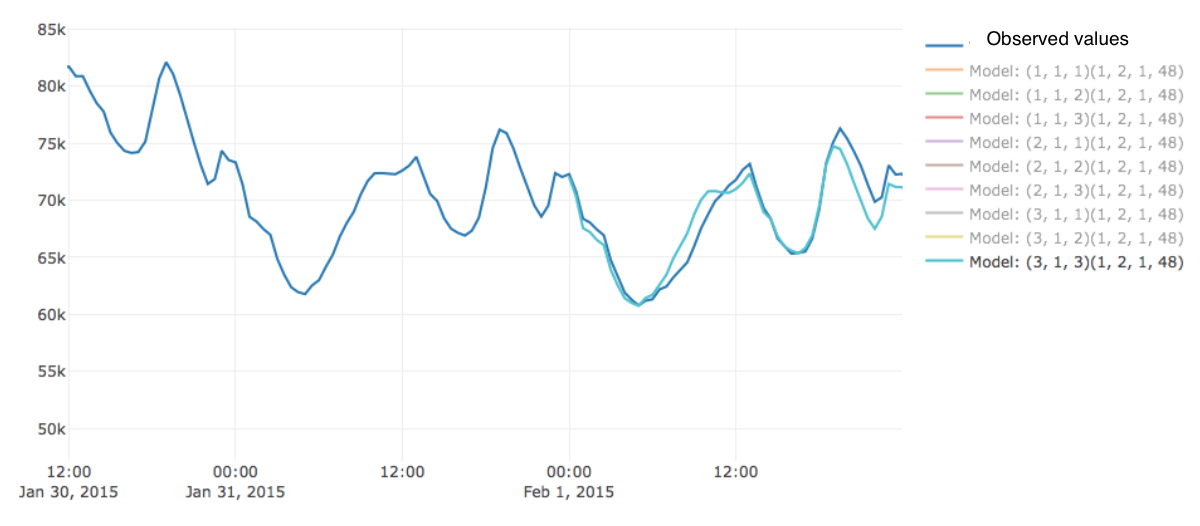 85k
80k
75k
70k
65k
60k
55k
50k
12:00
Jan 30, 2015
00:00
Jan 31, 2015
12:00
00:00
Feb 1, 2015
12:00
Observed values
Model: (1, 1, 1)(1, 2, 1, 48)
Model: (1, 1, 2)(1, 2, 1, 48)
Model: (1, 1, 3)(1, 2, 1, 48)
Model: (2, 1, 1)(1, 2, 1, 48)
Model: (2, 1, 2)(1, 2, 1, 48)
Model: (2, 1, 3)(1, 2, 1, 48)
Model: (3, 1, 1)(1, 2, 1, 48)
Model: (3, 1, 2)(1, 2, 1, 48)
Model: (3, 1, 3)(1, 2, 1, 48)